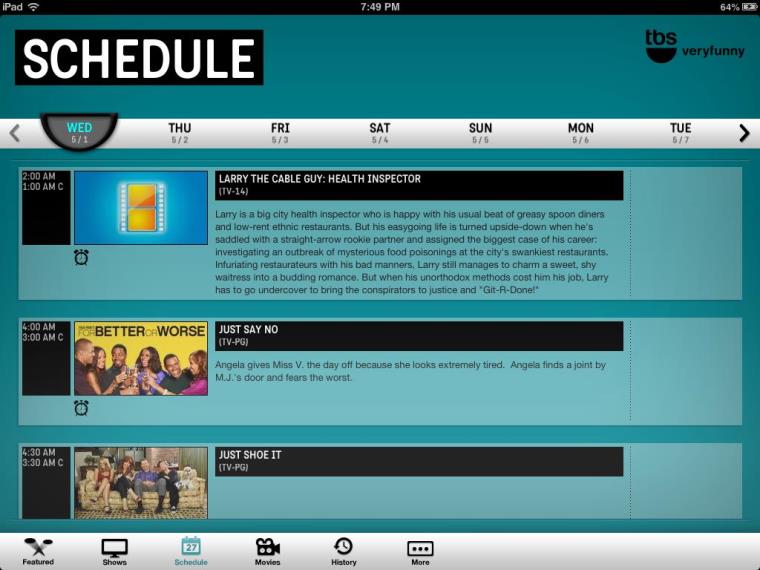 iPad
7:49 PM
64%
SCHEDULE
tbs
veryfunny
WED
5/1
THU
5/2
FRI
5/3
SAT
5/4
SUN
5/5
MON
5/6
TUE
5/7
2:00 AM
1:00 AM C
LARRY THE CABLE GUY: HEALTH INSPECTOR
(TV-14)
Larry is a big city health inspector who is happy with his usual beat of greasy spoon diners
and low-rent ethnic restaurants. But his easygoing life is turned upside-down when he's
saddled with a straight-arrow rookie partner and assigned the biggest case of his career:
investigating an outbreak of mysterious food poisonings at the city's swankiest restaurants.
Infuriating restaurateurs with his bad manners, Larry still manages to charm a sweet, shy
waitress into a budding romance. But when his unorthodox methods cost him his job, Larry
has to go undercover to bring the conspirators to justice and "Git-R-Done!"
4:00 AM
3:00 AM C
FOR BETTER OR WORSE
JUST SAY NO
(TV-PG)
Angela gives Miss V. the day off because she looks extremely tired. Angela finds a joint by
M.J.'s door and fears the worst.
4:30 AM
3:30 AM C
JUST SHOE IT
(TV-PG)
27
Featured
Shows
Schedule
Movies
History
More